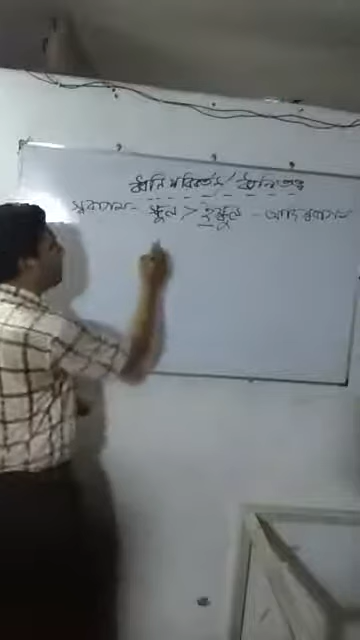 ধ্বনি পরিবর্তন / ধ্বনিতত্ত্ব
স্বরাগম - স্কুল > ইস্কুল - আদি স্বরাগম